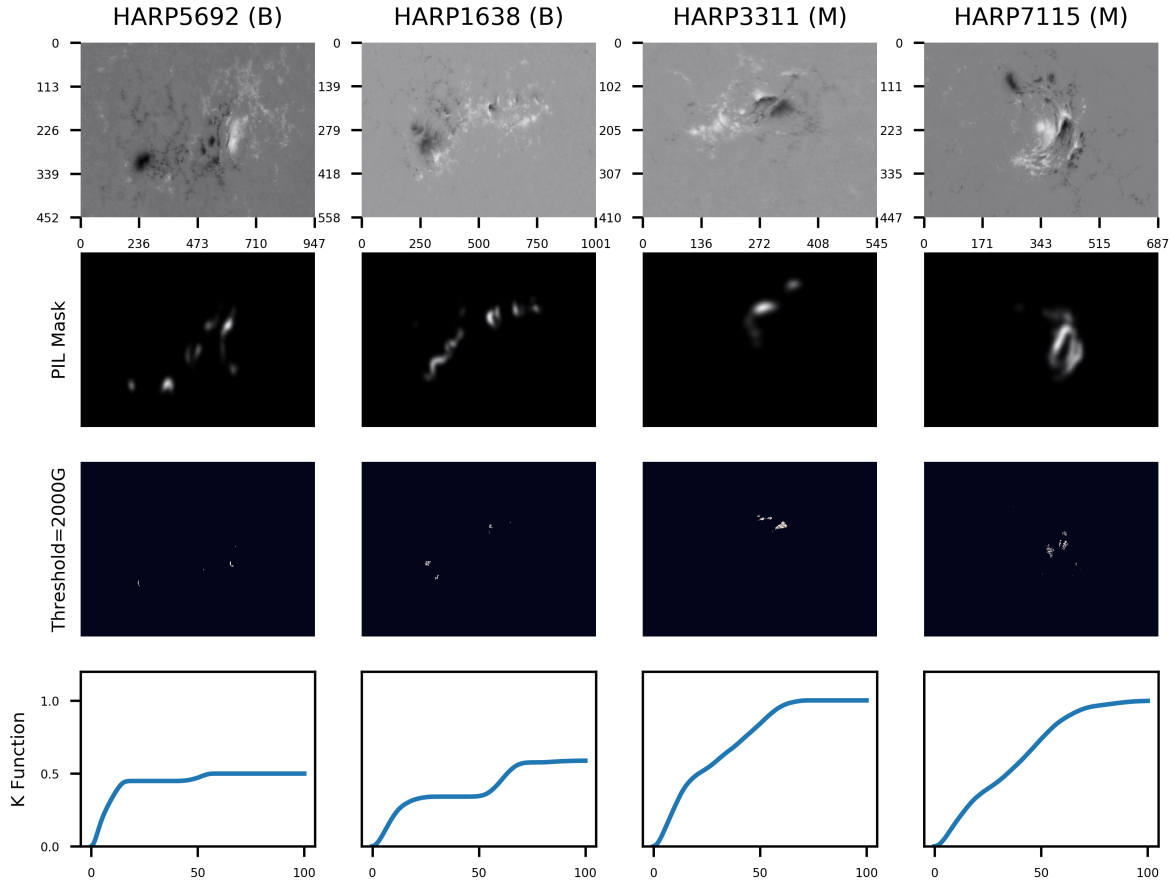 HARP5692 (B) HARP1638 (B) HARP3311 (M) HARP7115 (M)
0 0 0 0
113 139 102 111
226 279 205 223
339 418 307 335
452 558 410 447
0 236 473 710 947 0 250 500 750 1001 0 136 272 408 545 0 171 343 515 687
PIL Mask
Threshold=2000G
K Function
1.0
0.5
0.0
0 50 100 0 50 100 0 50 100 0 50 100